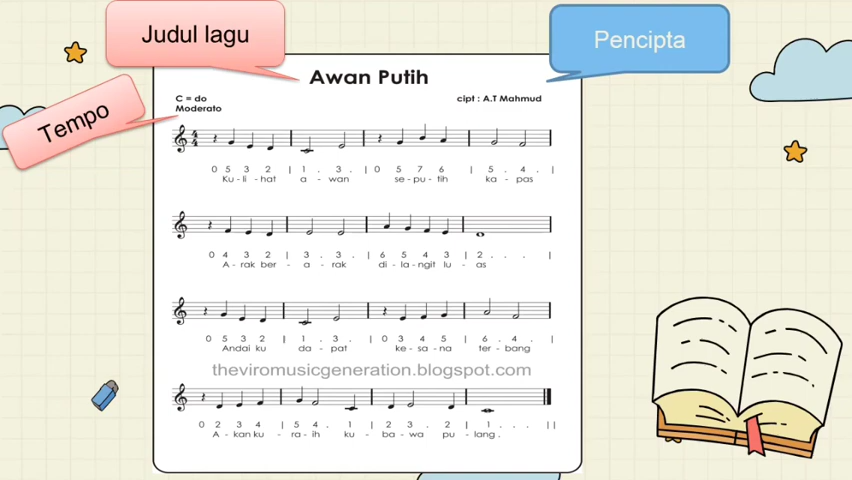 Judul lagu
Pencipta
Tempo
Awan Putih
C = do
Moderato
cipt : A.T Mahmud
4
4
0 5 3 2 | 1 . 3 . | 0 5 7 6 | 5 . 4 . |
Ku - li - hat a - wan se - pu - tih ka - pas
0 4 3 2 | 3 . 3 . | 6 5 4 3 | 2 . . . |
A - rak ber - a - rak di - la - ngit lu - as
0 5 3 2 | 1 . 3 . | 0 3 4 5 | 6 . 4 . |
Andai ku da - pat ke - sa - na ter - bang
theviromusicgeneration.blogspot.com
0 2 3 4 | 5 4 . 1 | 2 3 . 2 | 1 . . . ||
A - kan ku - ra - ih ku - ba - wa pu - lang .